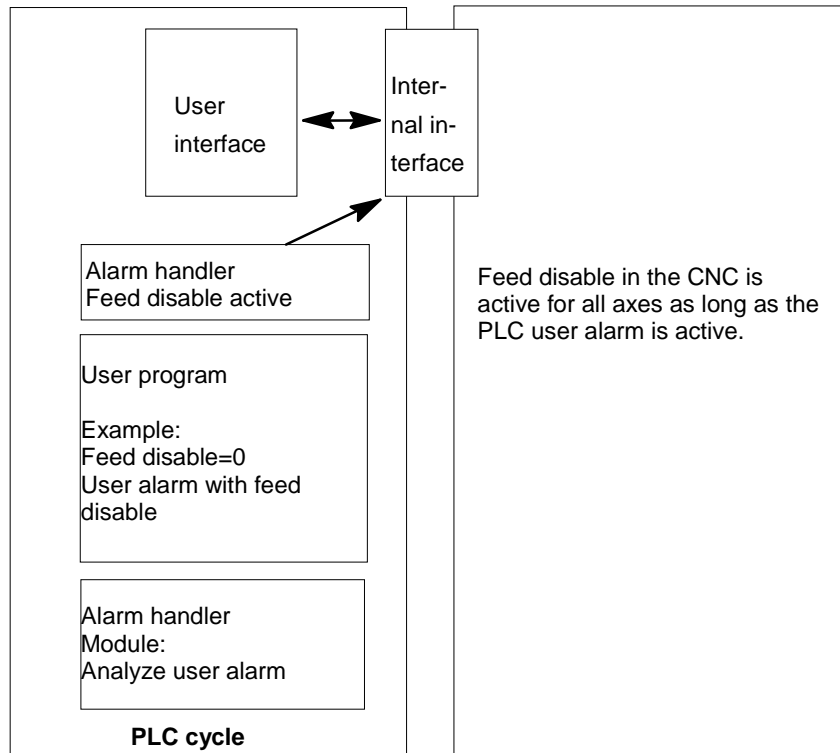 User
interface
Inter-
nal in-
terface
Alarm handler
Feed disable active
Feed disable in the CNC is
active for all axes as long as the
PLC user alarm is active.
User program
Example:
Feed disable=0
User alarm with feed
disable
Alarm handler
Module:
Analyze user alarm
PLC cycle